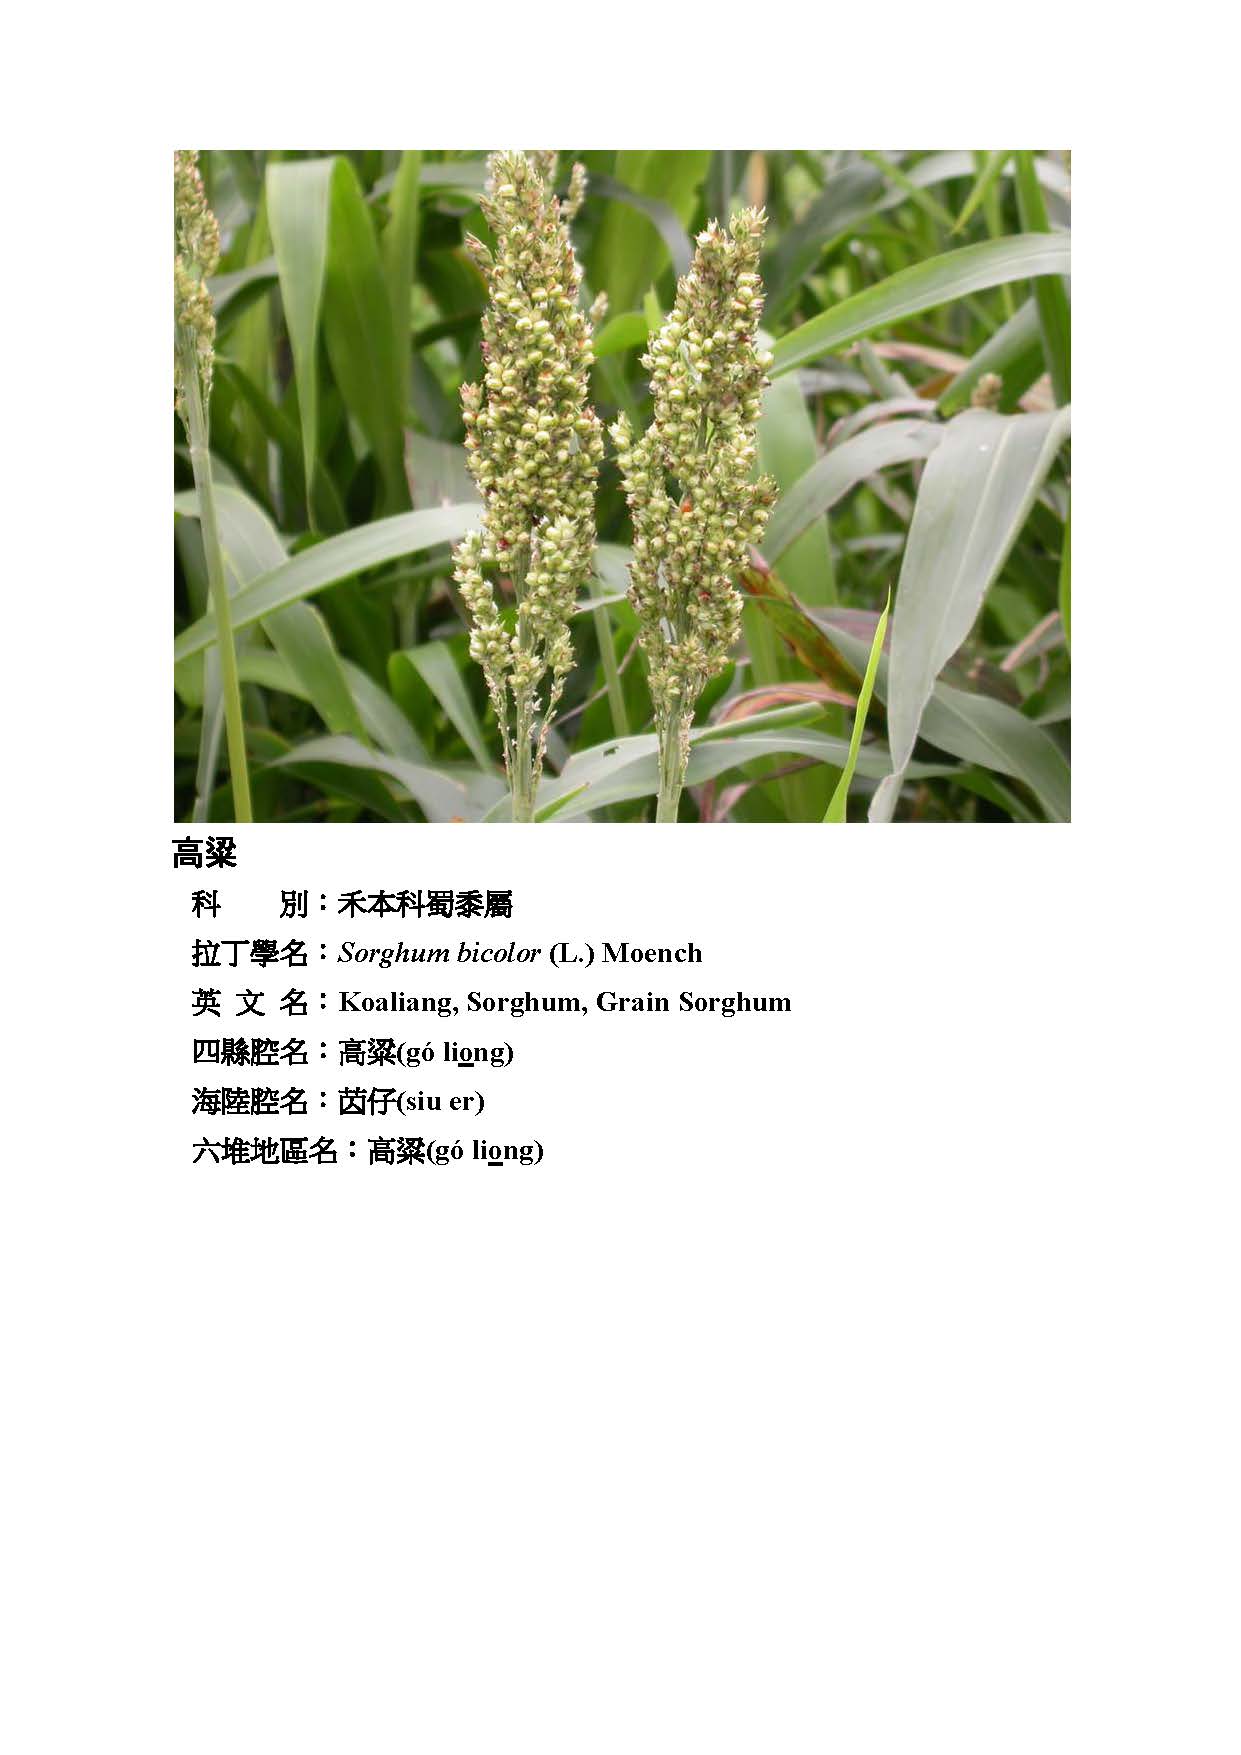 高粱
科　　別：禾本科蜀黍屬
拉丁學名：Sorghum bicolor (L.) Moench
英 文 名：Koaliang, Sorghum, Grain Sorghum
四縣腔名：高粱(gó liong)
海陸腔名：䒤仔(siu er)
六堆地區名：高粱(gó liong)